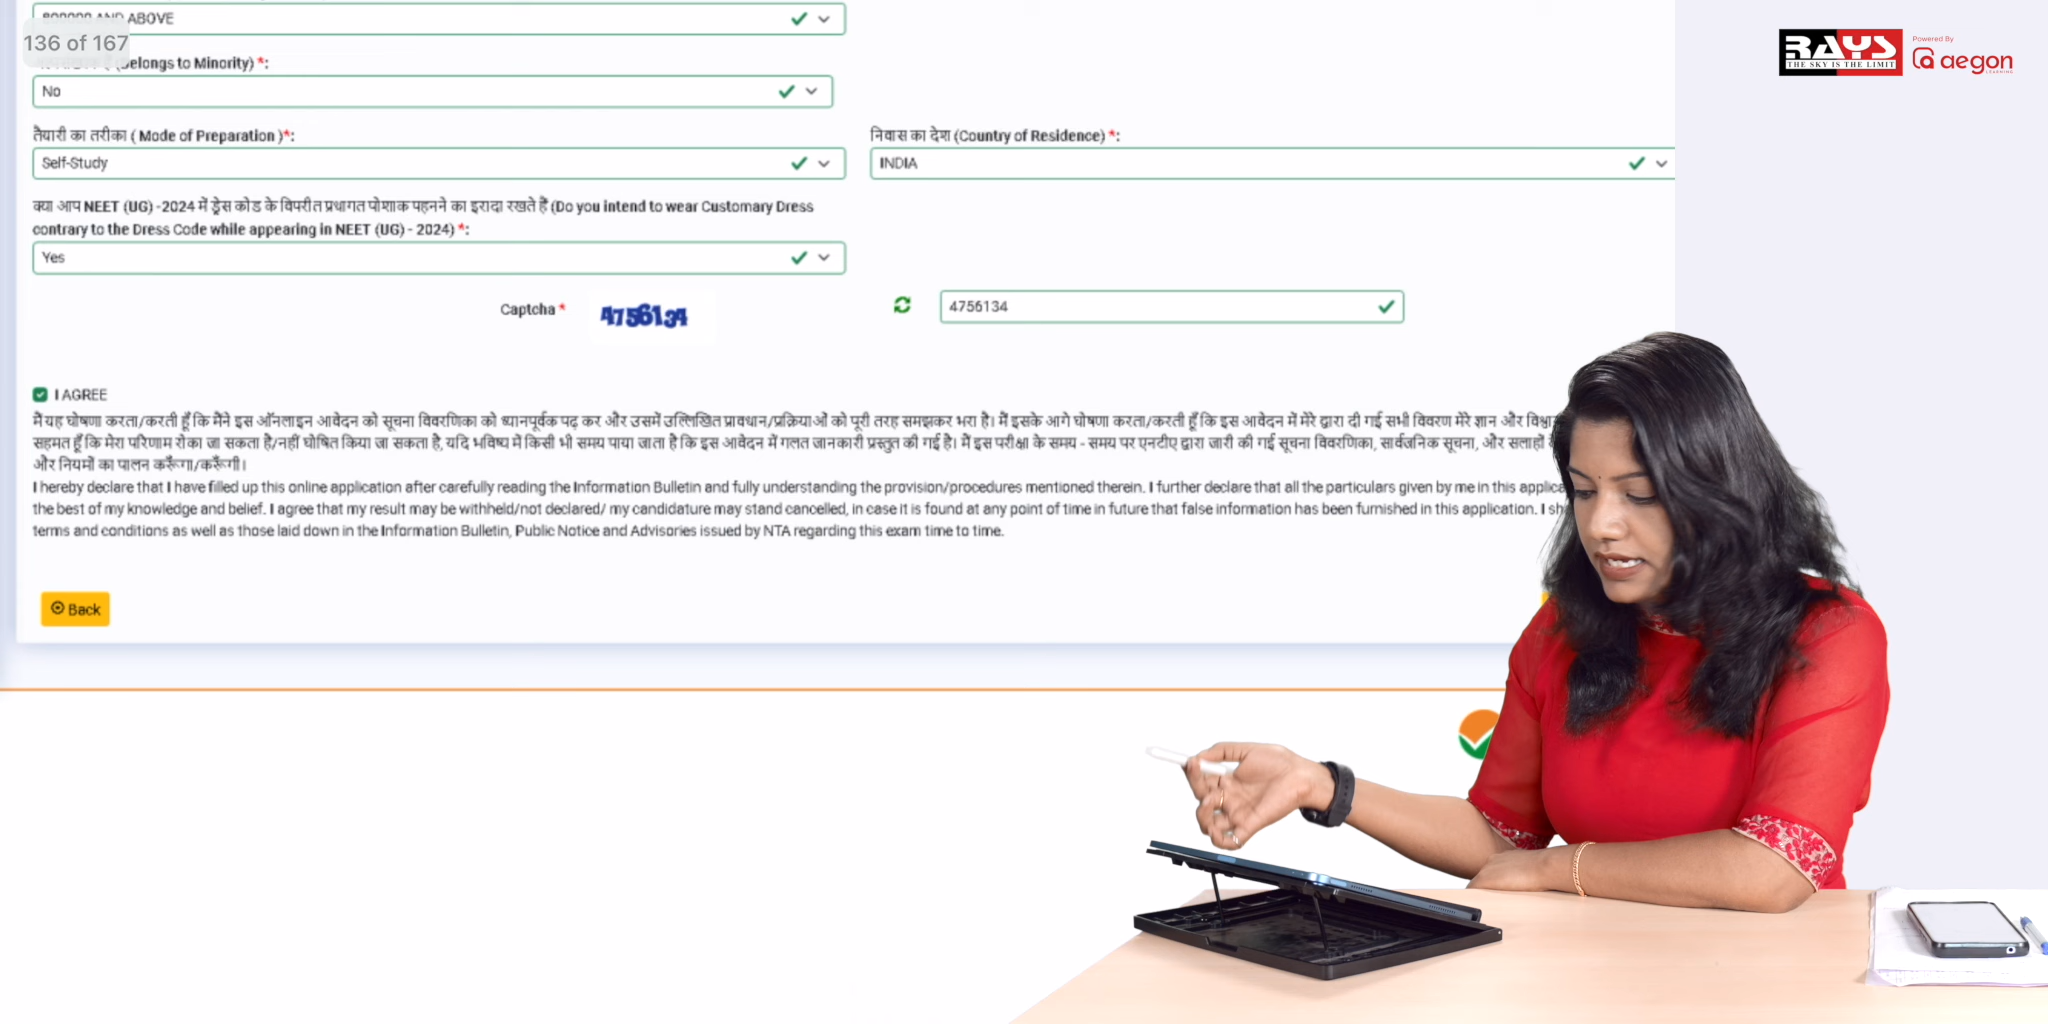 800000 AND ABOVE
136 of 167
(Belongs to Minority) *:
No
तैयारी का तरीका ( Mode of Preparation )*:
निवास का देश (Country of Residence) *:
Self-Study
INDIA
क्या आप NEET (UG) -2024 में ड्रेस कोड के विपरीत प्रथागत पोशाक पहनने का इरादा रखते हैं (Do you intend to wear Customary Dress
contrary to the Dress Code while appearing in NEET (UG) - 2024) *:
Yes
Captcha *
4756134
4756134
I AGREE
मैं यह घोषणा करता/करती हूँ कि मैंने इस ऑनलाइन आवेदन को सूचना विवरणिका को ध्यानपूर्वक पढ़ कर और उसमें उल्लिखित प्रावधान/प्रक्रियाओं को पूरी तरह समझकर भरा है। मैं इसके आगे घोषणा करता/करती हूँ कि इस आवेदन में मेरे द्वारा दी गई सभी विवरण मेरे ज्ञान और
सहमत हूँ कि मेरा परिणाम रोका जा सकता है/नहीं घोषित किया जा सकता है, यदि भविष्य में किसी भी समय पाया जाता है कि इस आवेदन में गलत जानकारी प्रस्तुत की गई है। मैं इस परीक्षा के समय - समय पर एनटीए द्वारा जारी की गई सूचना विवरणिका, सार्वजनिक सूचना, और सलाहों
और नियमों का पालन करूँगा/करूँगी।
I hereby declare that I have filled up this online application after carefully reading the Information Bulletin and fully understanding the provision/procedures mentioned therein. I further declare that all the particulars given by me in this applica
the best of my knowledge and belief. I agree that my result may be withheld/not declared/ my candidature may stand cancelled, in case it is found at any point of time in future that false information has been furnished in this application. I sh
terms and conditions as well as those laid down in the Information Bulletin, Public Notice and Advisories issued by NTA regarding this exam time to time.
Back
RAYS
THE SKY IS THE LIMIT
Powered By
aegon
LEARNING